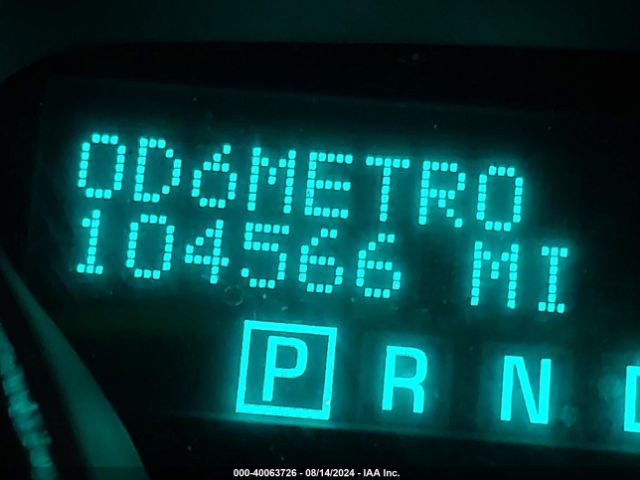 ODóMETRO
104566 MI
P R N
000-40063726 - 08/14/2024 - IAA Inc.